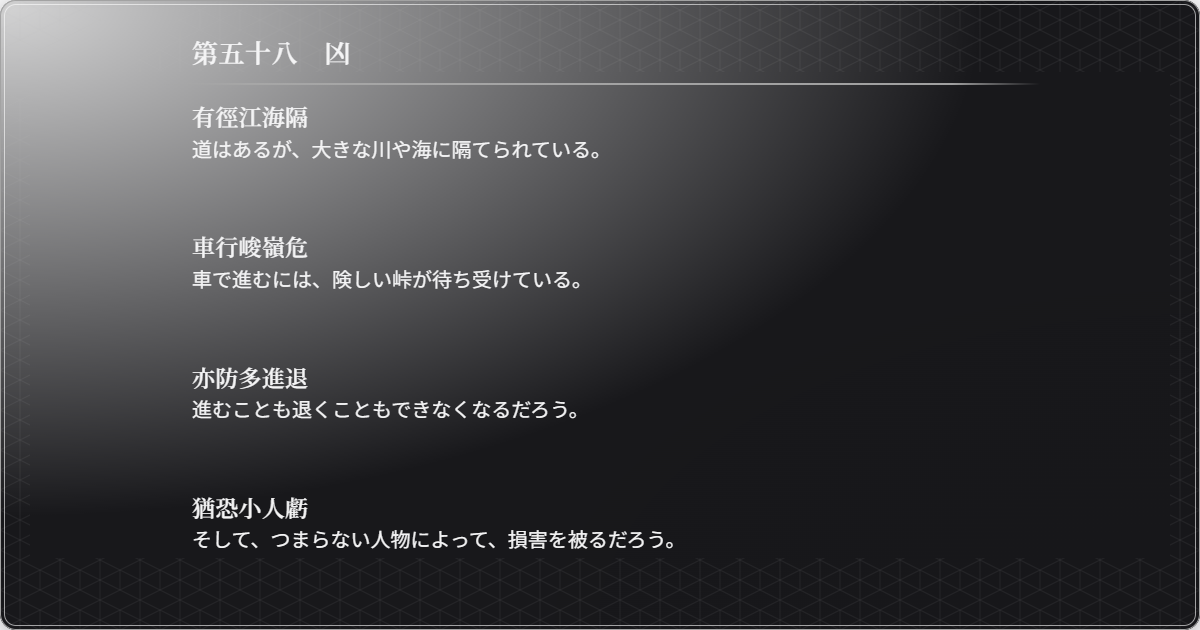 第五十八　凶
有徑江海隔
道はあるが、大きな川や海に隔てられている。
車行峻嶺危
車で進むには、険しい峠が待ち受けている。
亦防多進退
進むことも退くこともできなくなるだろう。
猶恐小人虧
そして、つまらない人物によって、損害を被るだろう。